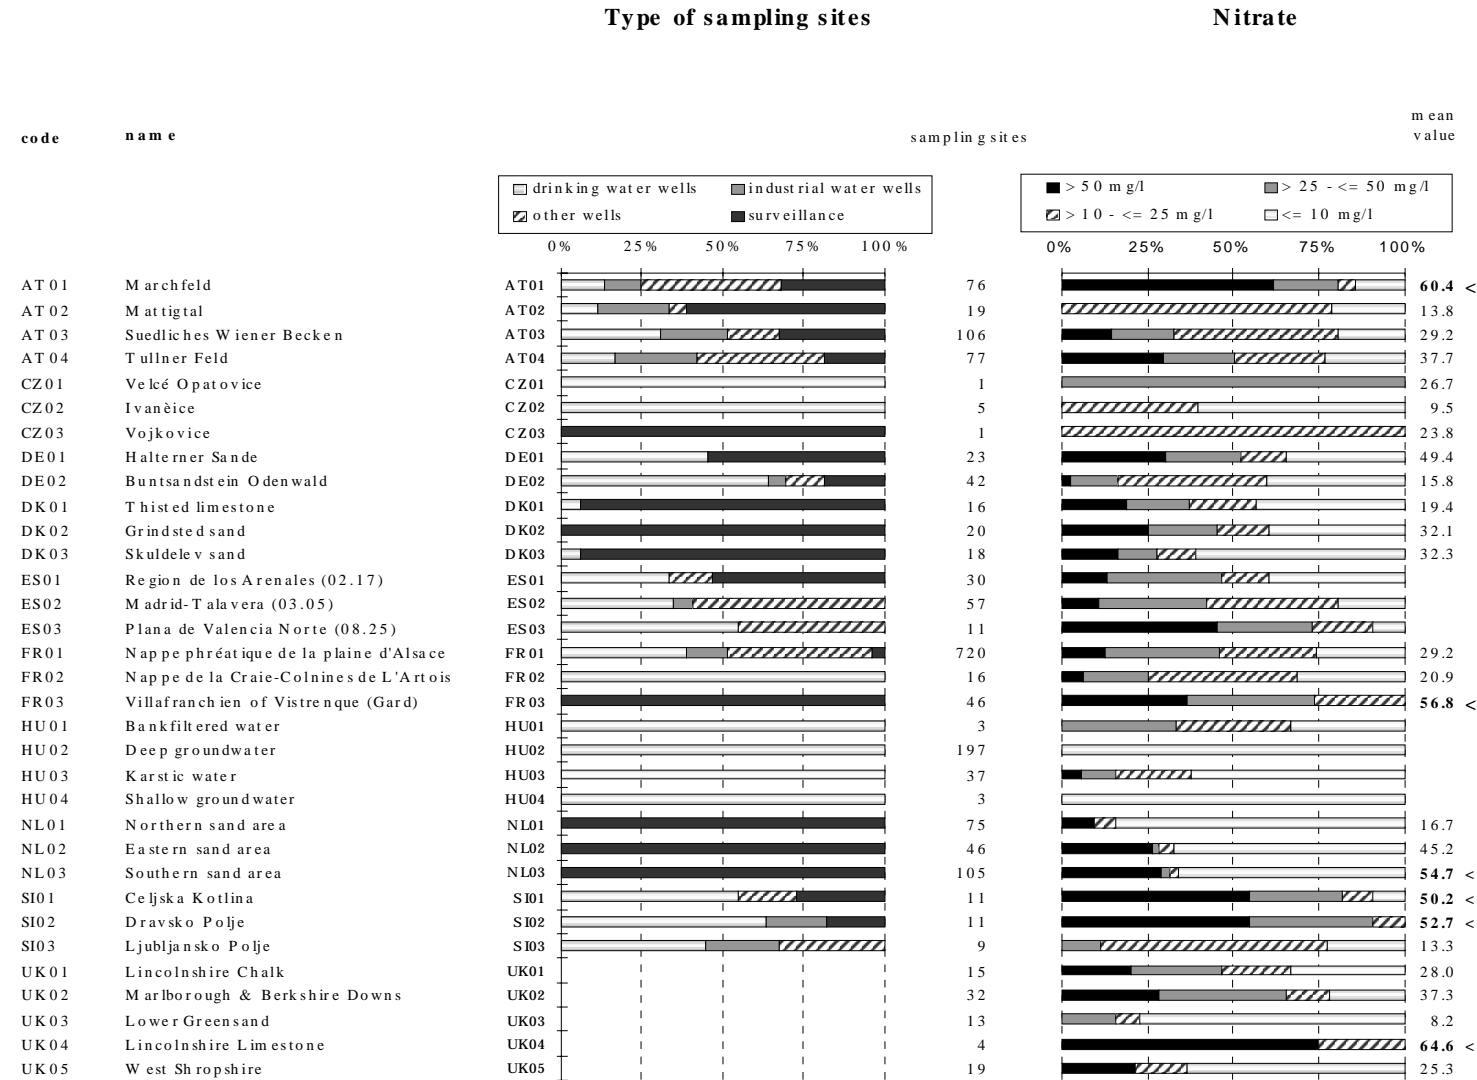 Type of sampling sites Nitrate
mean
code name sampling sites value
drinking water wells industrial water wells > 50 mg/l > 25 - <= 50 mg/l
other wells surveillance > 10 - <= 25 mg/l <= 10 mg/l
0% 25% 50% 75% 100% 0% 25% 50% 75% 100%
AT01 Marchfeld AT01 76 60.4 <
AT02 Mattigtal AT02 19 13.8
AT03 Suedliches Wiener Becken AT03 106 29.2
AT04 Tullner Feld AT04 77 37.7
CZ01 Velcé Opatovice CZ01 1 26.7
CZ02 Ivanèice CZ02 5 9.5
CZ03 Vojkovice CZ03 1 23.8
DE01 Halterner Sande DE01 23 49.4
DE02 Buntsandstein Odenwald DE02 42 15.8
DK01 Thisted limestone DK01 16 19.4
DK02 Grindsted sand DK02 20 32.1
DK03 Skuldelev sand DK03 18 32.3
ES01 Region de los Arenales (02.17) ES01 30
ES02 Madrid-Talavera (03.05) ES02 57
ES03 Plana de Valencia Norte (08.25) ES03 11
FR01 Nappe phréatique de la plaine d'Alsace FR01 720 29.2
FR02 Nappe de la Craie-Colnines de L'Artois FR02 16 20.9
FR03 Villafranchien of Vistrenque (Gard) FR03 46 56.8 <
HU01 Bankfiltered water HU01 3
HU02 Deep groundwater HU02 197
HU03 Karstic water HU03 37
HU04 Shallow groundwater HU04 3
NL01 Northern sand area NL01 75 16.7
NL02 Eastern sand area NL02 46 45.2
NL03 Southern sand area NL03 105 54.7 <
SI01 Celjska Kotlina SI01 11 50.2 <
SI02 Dravsko Polje SI02 11 52.7 <
SI03 Ljubljansko Polje SI03 9 13.3
UK01 Lincolnshire Chalk UK01 15 28.0
UK02 Marlborough & Berkshire Downs UK02 32 37.3
UK03 Lower Greensand UK03 13 8.2
UK04 Lincolnshire Limestone UK04 4 64.6 <
UK05 West Shropshire UK05 19 25.3